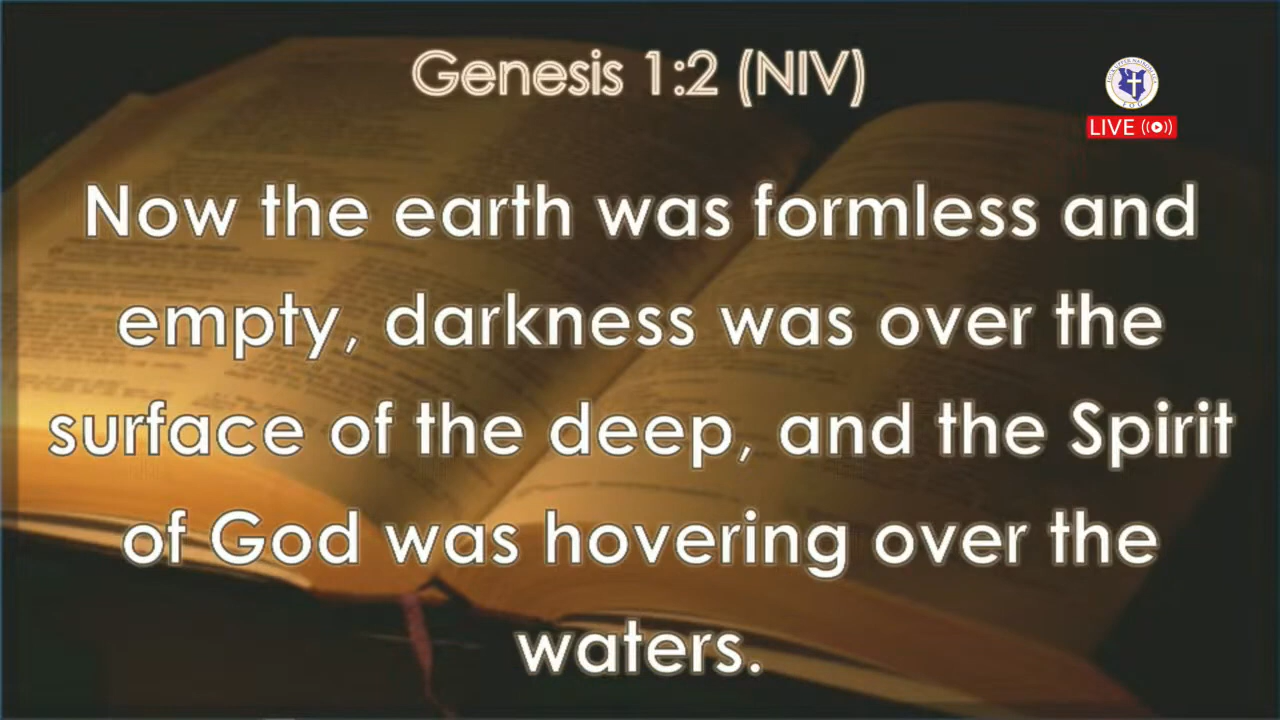 Genesis 1:2 (NIV)
LIVE
Now the earth was formless and
empty, darkness was over the
surface of the deep, and the Spirit
of God was hovering over the
waters.